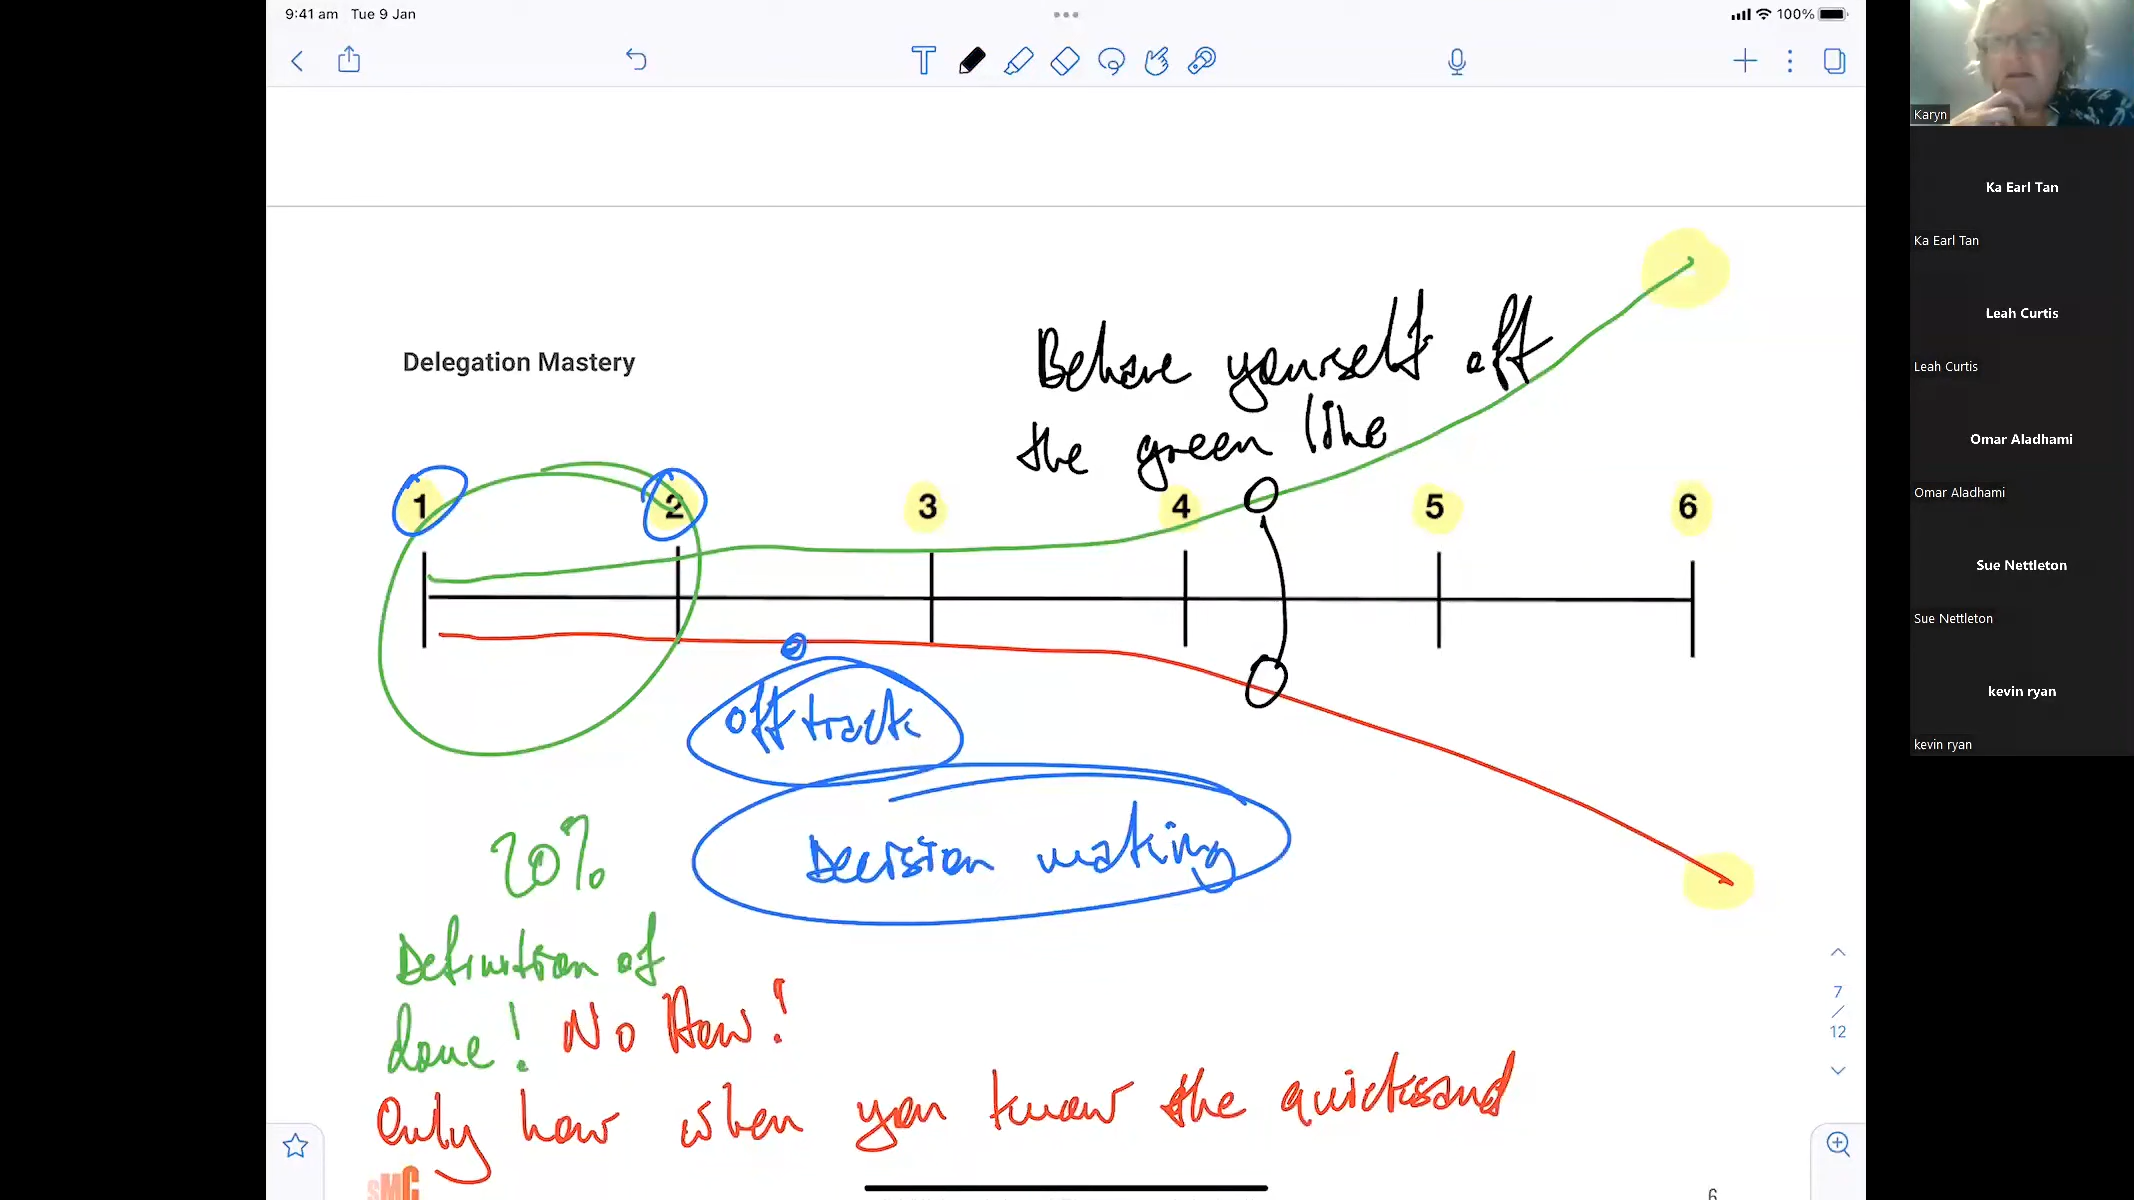 9:41 am Tue 9 Jan
100%
Karyn
Ka Earl Tan
Ka Earl Tan
Leah Curtis
Leah Curtis
Omar Aladhami
Omar Aladhami
Sue Nettleton
Sue Nettleton
kevin ryan
kevin ryan
Delegation Mastery
Behave yourself off
the green line
1 2 3 4 5 6
off track
Decision making
20%
Definition of
done! No How!
Only how when you know the quicksand
7
/
12
SMC
6